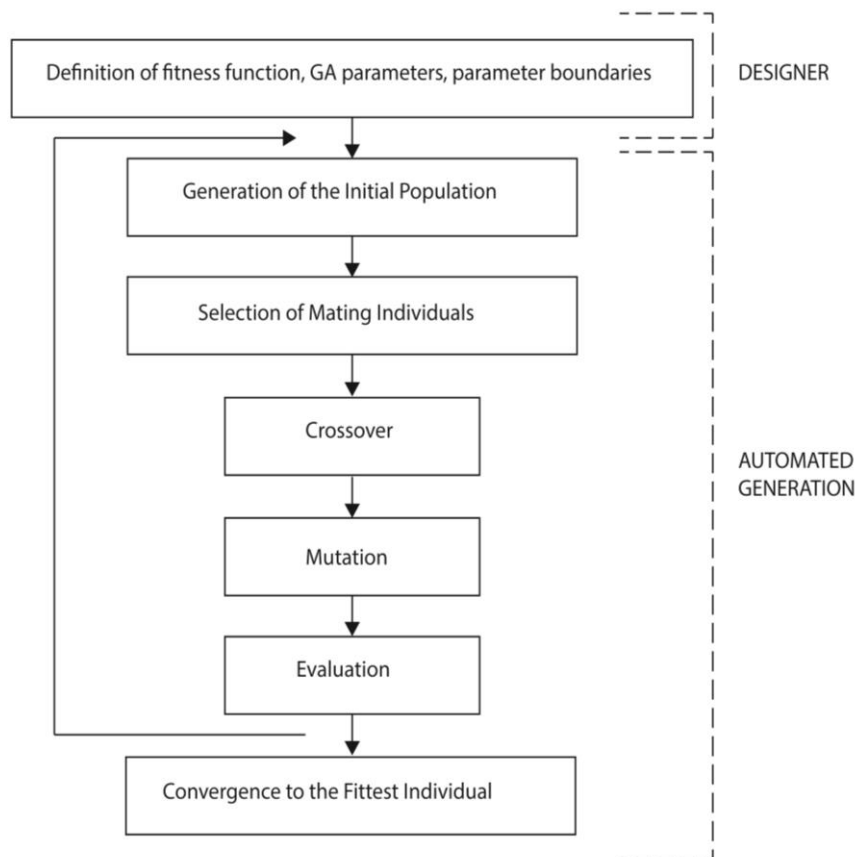 Definition of fitness function, GA parameters, parameter boundaries
DESIGNER
Generation of the Initial Population
Selection of Mating Individuals
Crossover
AUTOMATED
GENERATION
Mutation
Evaluation
Convergence to the Fittest Individual